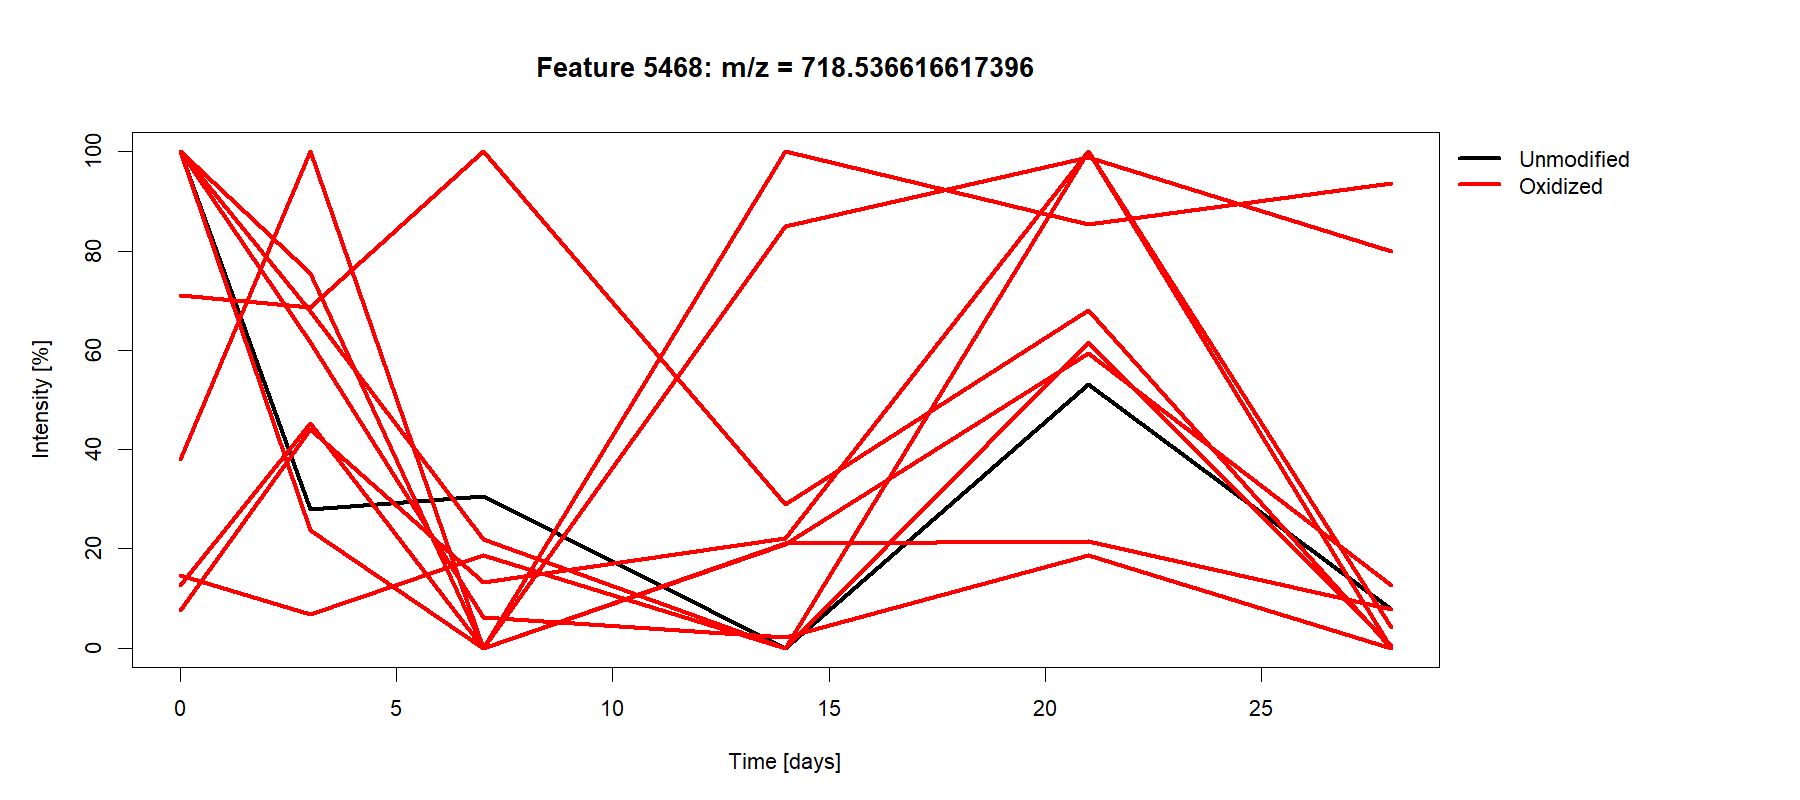 Feature 5468: m/z = 718.536616617396
Unmodified
Oxidized
Intensity [%]
100
80
60
40
20
0
0 5 10 15 20 25
Time [days]